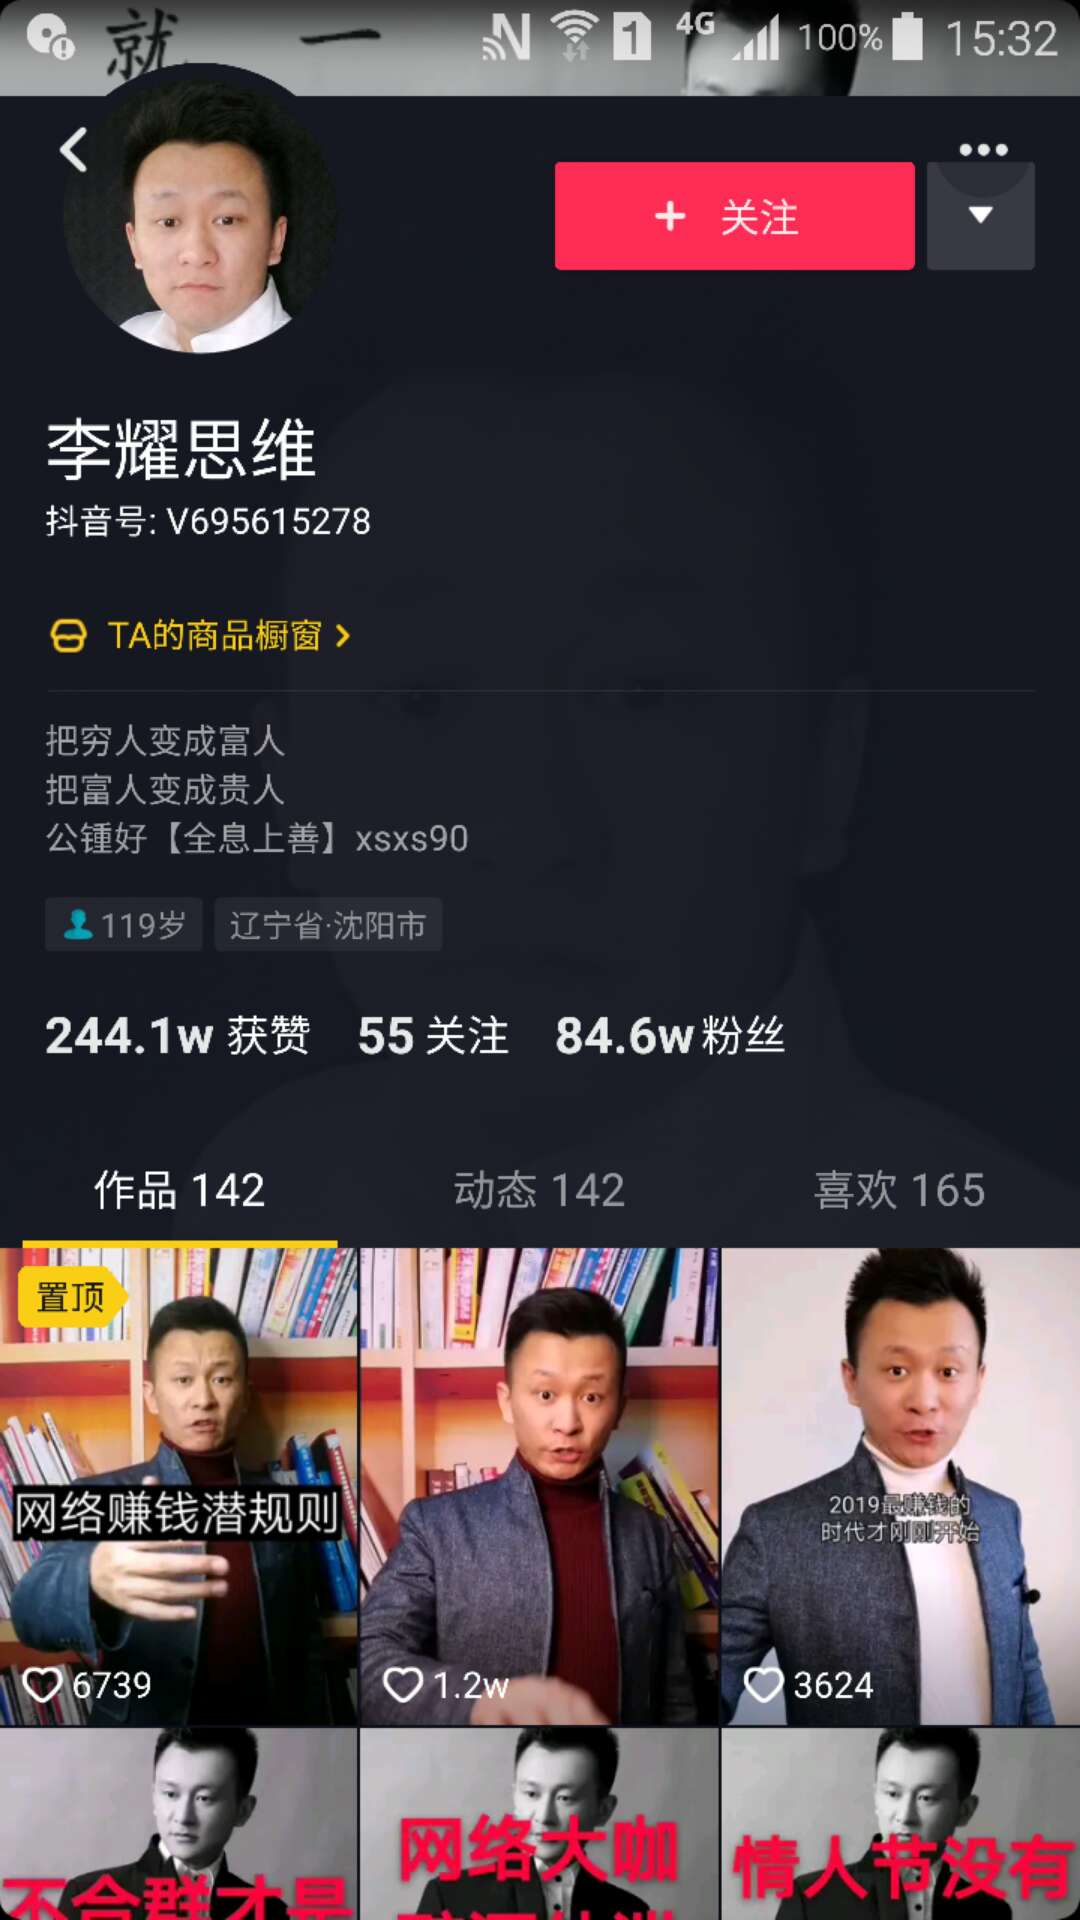 就 一
1 4G 100% 15:32
+ 关注
李耀思维
抖音号: V695615278
TA的商品橱窗
把穷人变成富人
把富人变成贵人
公锺好【全息上善】xsxs90
119岁 辽宁省·沈阳市
244.1w 获赞 55 关注 84.6w 粉丝
作品 142 动态 142 喜欢 165
置顶
网络赚钱潜规则
2019最赚钱的
时代才刚刚开始
6739 1.2w 3624
不合群才是
网络大咖
情人节没有